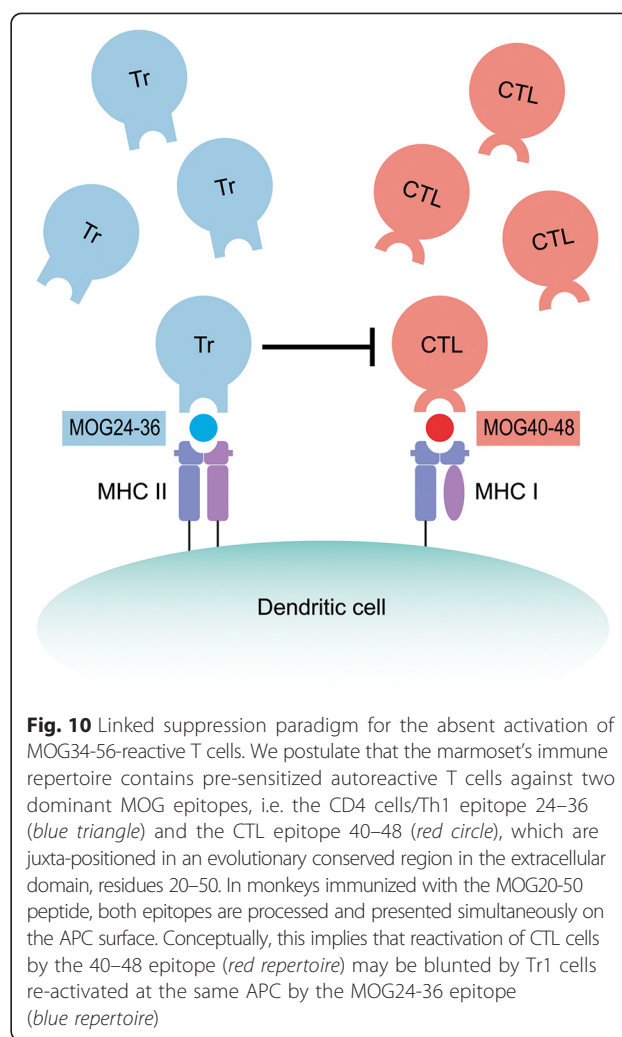 Tr
CTL
Tr
CTL
Tr
CTL
Tr
CTL
MOG24-36
MOG40-48
MHC II
MHC I
Dendritic cell
Fig. 10 Linked suppression paradigm for the absent activation of
MOG34-56-reactive T cells. We postulate that the marmoset's immune
repertoire contains pre-sensitized autoreactive T cells against two
dominant MOG epitopes, i.e. the CD4 cells/Th1 epitope 24–36
(blue triangle) and the CTL epitope 40–48 (red circle), which are
juxta-positioned in an evolutionary conserved region in the extracellular
domain, residues 20–50. In monkeys immunized with the MOG20-50
peptide, both epitopes are processed and presented simultaneously on
the APC surface. Conceptually, this implies that reactivation of CTL cells
by the 40–48 epitope (red repertoire) may be blunted by Tr1 cells
re-activated at the same APC by the MOG24-36 epitope
(blue repertoire)